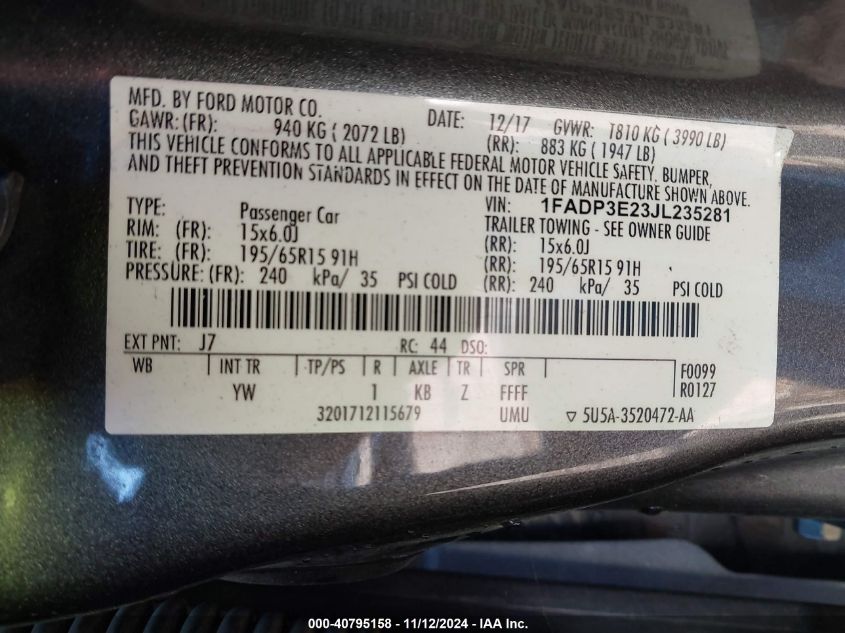 MFD. BY FORD MOTOR CO.
DATE: 12/17 GVWR: 1810 KG ( 3990 LB)
GAWR: (FR): 940 KG ( 2072 LB) (RR): 883 KG ( 1947 LB)
THIS VEHICLE CONFORMS TO ALL APPLICABLE FEDERAL MOTOR VEHICLE SAFETY, BUMPER,
AND THEFT PREVENTION STANDARDS IN EFFECT ON THE DATE OF MANUFACTURE SHOWN ABOVE.
VIN: 1FADP3E23JL235281
TYPE: Passenger Car TRAILER TOWING - SEE OWNER GUIDE
RIM: (FR): 15x6.0J (RR): 15x6.0J
TIRE: (FR): 195/65R15 91H (RR): 195/65R15 91H
PRESSURE: (FR): 240 kPa/ 35 PSI COLD (RR): 240 kPa/ 35 PSI COLD
EXT PNT: J7 RC: 44 DSO:
WB INT TR TP/PS R AXLE TR SPR F0099
YW 1 KB Z FFFF R0127
3201712115679 UMU ▽ 5U5A-3520472-AA
000-40795158 - 11/12/2024 - IAA Inc.